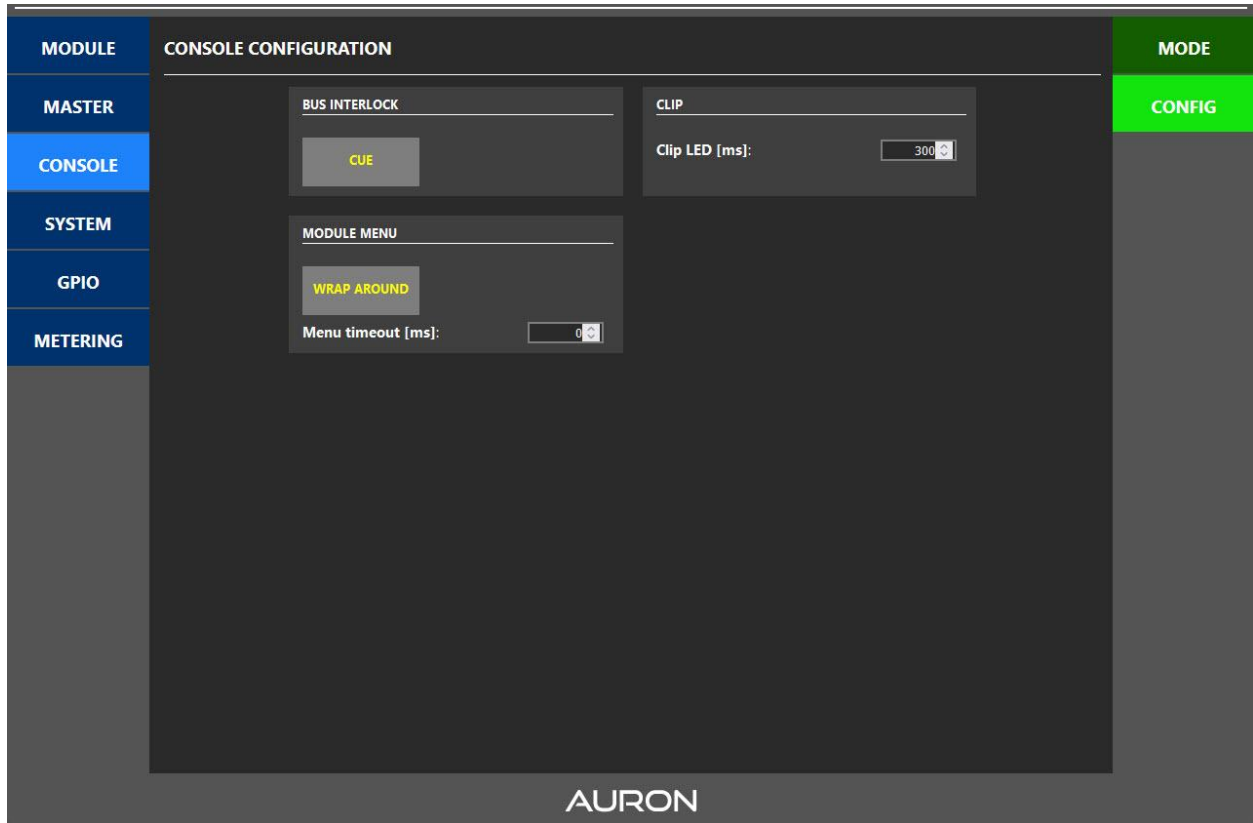 MODULE
MASTER
CONSOLE
SYSTEM
GPIO
METERING
CONSOLE CONFIGURATION
BUS INTERLOCK
CUE
CLIP
Clip LED [ms]: 300
MODULE MENU
WRAP AROUND
Menu timeout [ms]: 0
MODE
CONFIG
AURON